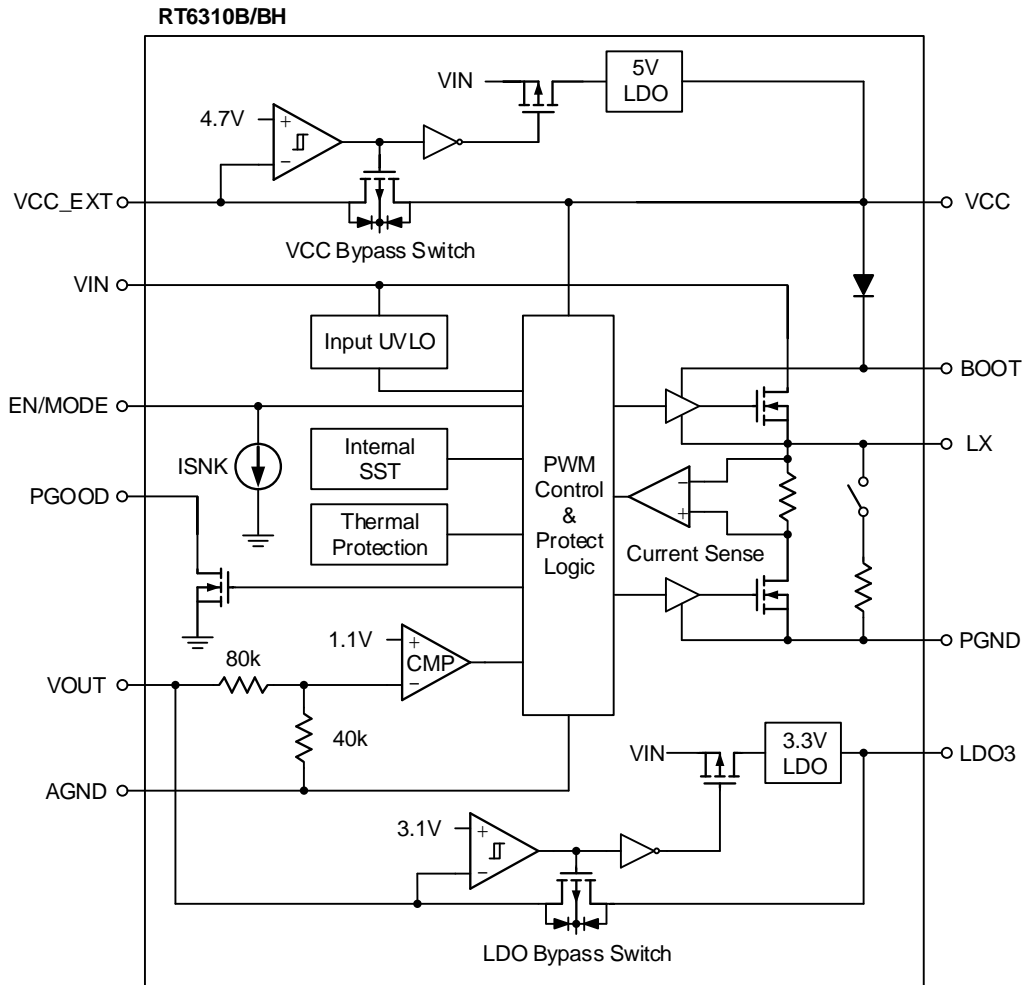 RT6310B/BH
VIN
5V
LDO
4.7V
VCC_EXT
VCC
VCC Bypass Switch
VIN
Input UVLO
BOOT
EN/MODE
LX
ISNK
Internal
SST
PWM
Control
&
Protect
Logic
PGOOD
Thermal
Protection
Current Sense
1.1V
CMP
PGND
80k
VOUT
40k
VIN
3.3V
LDO
LDO3
AGND
3.1V
LDO Bypass Switch